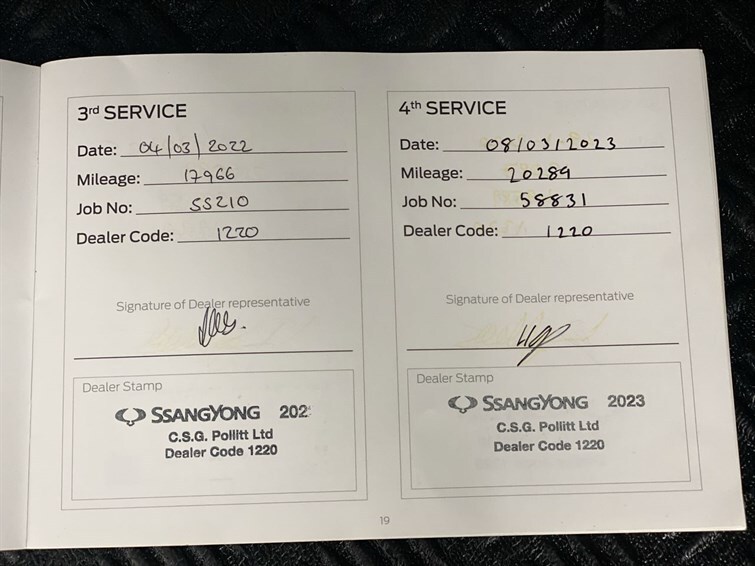 3rd SERVICE
Date: 04/03/2022
Mileage: 17966
Job No: 55210
Dealer Code: 1220
Signature of Dealer representative
Dealer Stamp
SSANGYONG 202
C.S.G. Pollitt Ltd
Dealer Code 1220
4th SERVICE
Date: 08/03/2023
Mileage: 20289
Job No: 58831
Dealer Code: 1220
Signature of Dealer representative
Dealer Stamp
SSANGYONG 2023
C.S.G. Pollitt Ltd
Dealer Code 1220
19